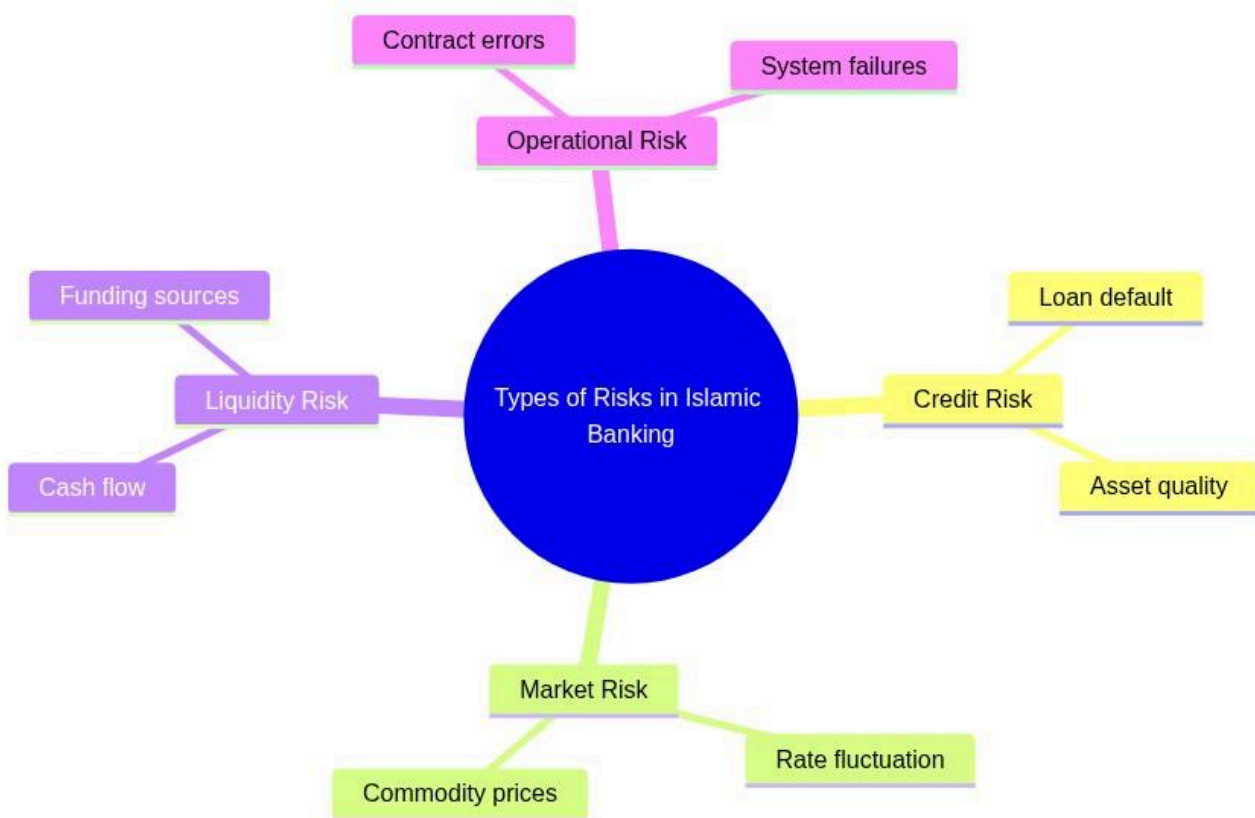 Contract errors
System failures
Operational Risk
Funding sources
Loan default
Liquidity Risk
Types of Risks in Islamic
Banking
Credit Risk
Cash flow
Asset quality
Market Risk
Rate fluctuation
Commodity prices